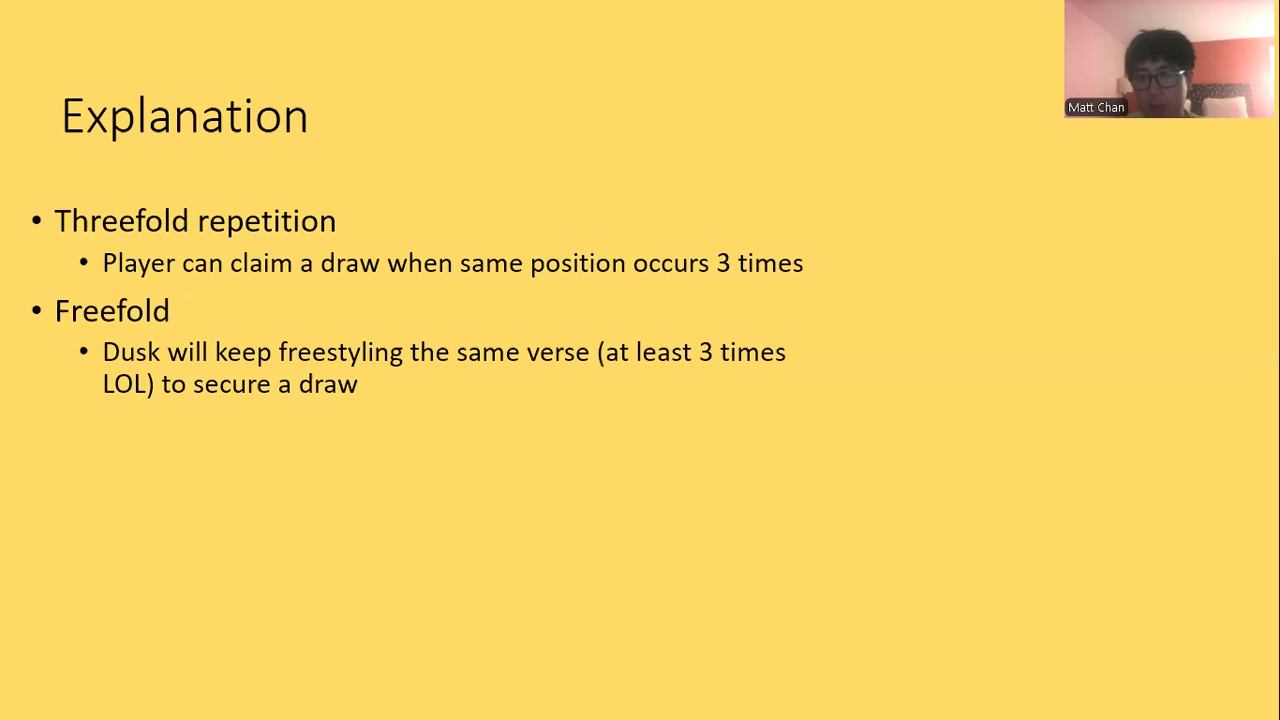 Explanation
Matt Chan
• Threefold repetition
• Player can claim a draw when same position occurs 3 times
• Freefold
• Dusk will keep freestyling the same verse (at least 3 times
LOL) to secure a draw